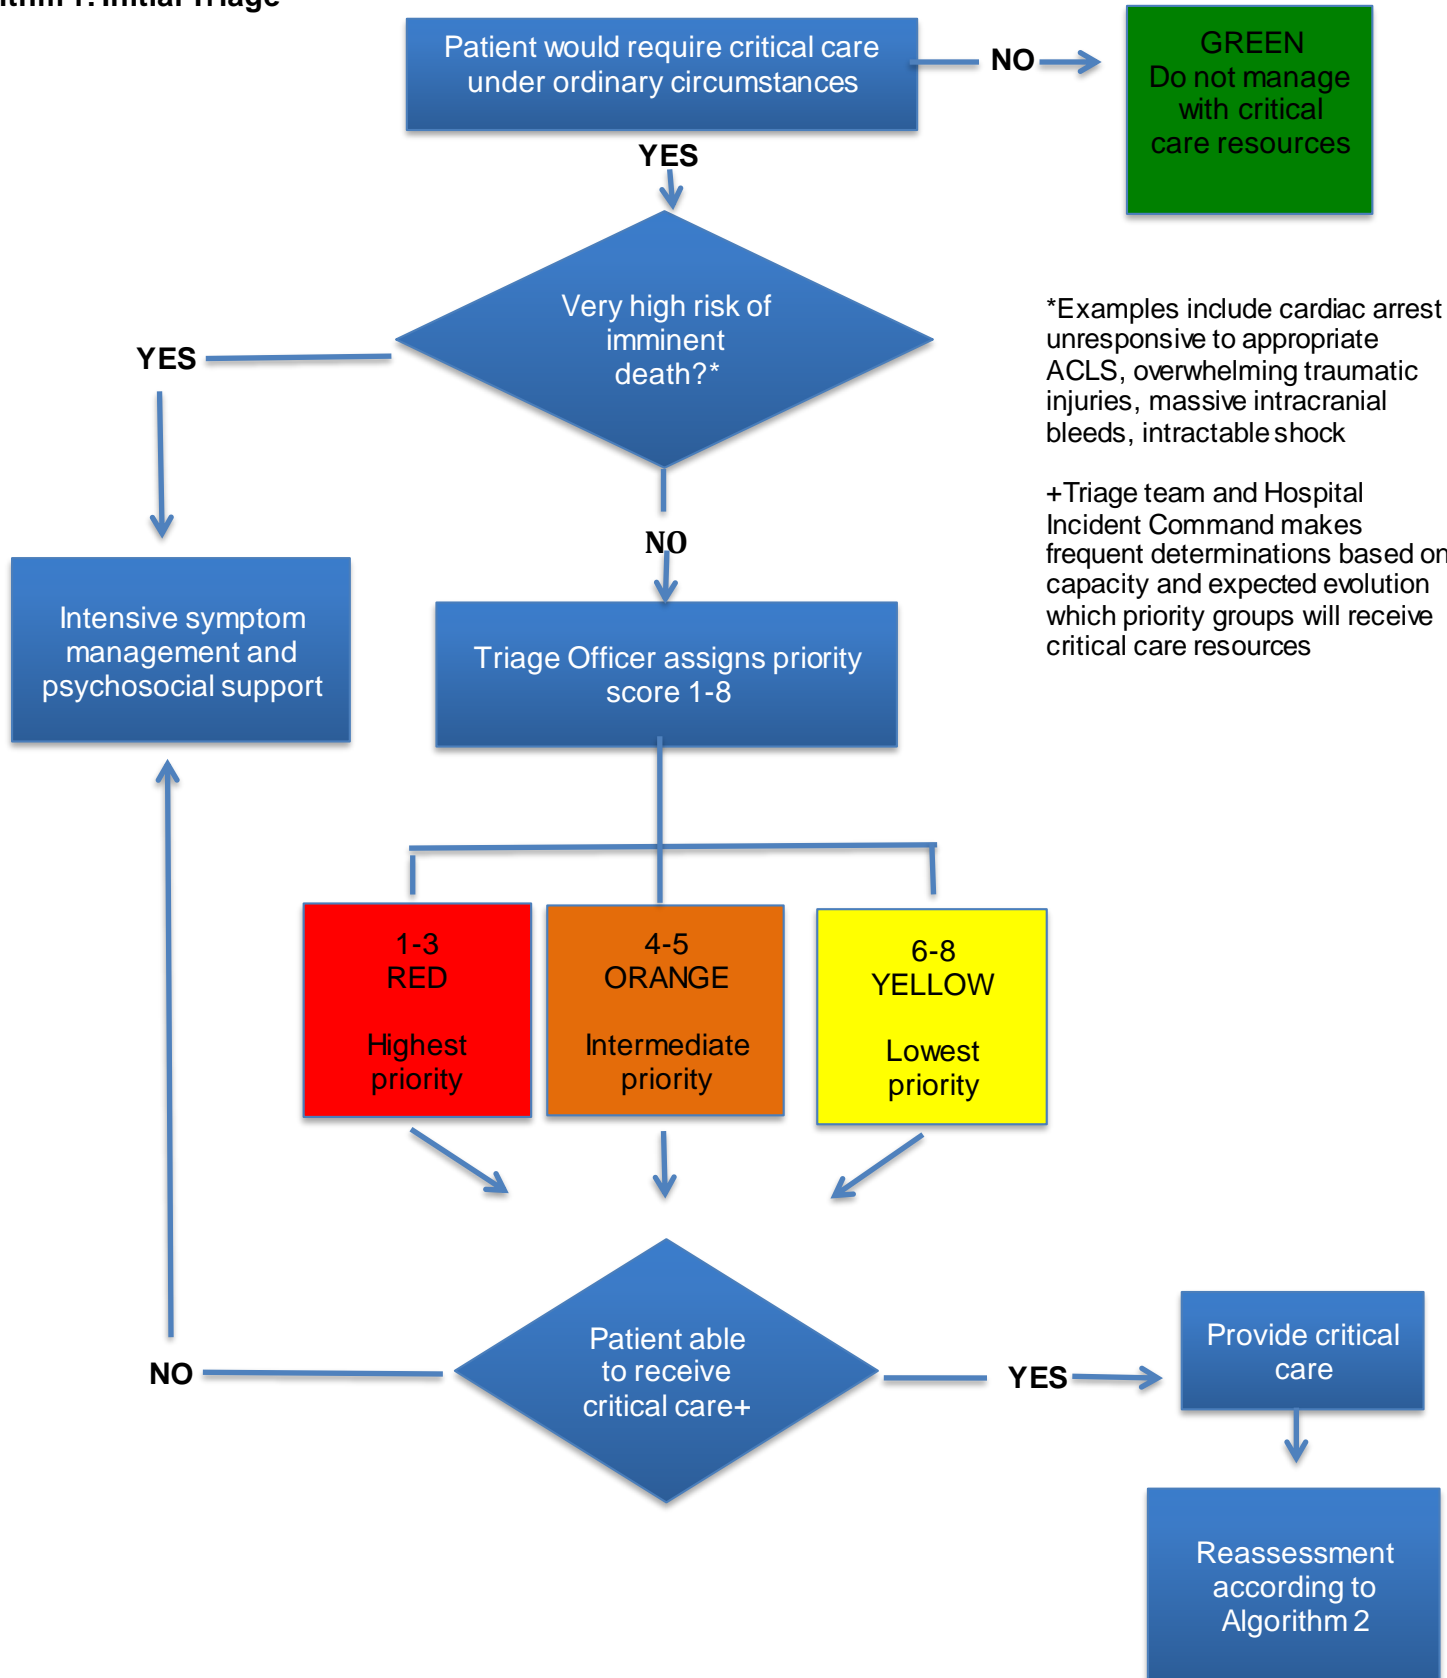 Initial Triage
Patient would require critical care
under ordinary circumstances
NO
GREEN
Do not manage
with critical
care resources
YES
Very high risk of
imminent
death?*
YES
*Examples include cardiac arrest
unresponsive to appropriate
ACLS, overwhelming traumatic
injuries, massive intracranial
bleeds, intractable shock
+Triage team and Hospital
Incident Command makes
frequent determinations based on
capacity and expected evolution
which priority groups will receive
critical care resources
NO
Intensive symptom
management and
psychosocial support
Triage Officer assigns priority
score 1-8
1-3
RED
Highest
priority
4-5
ORANGE
Intermediate
priority
6-8
YELLOW
Lowest
priority
Patient able
to receive
critical care+
NO
YES
Provide critical
care
Reassessment
according to
Algorithm 2